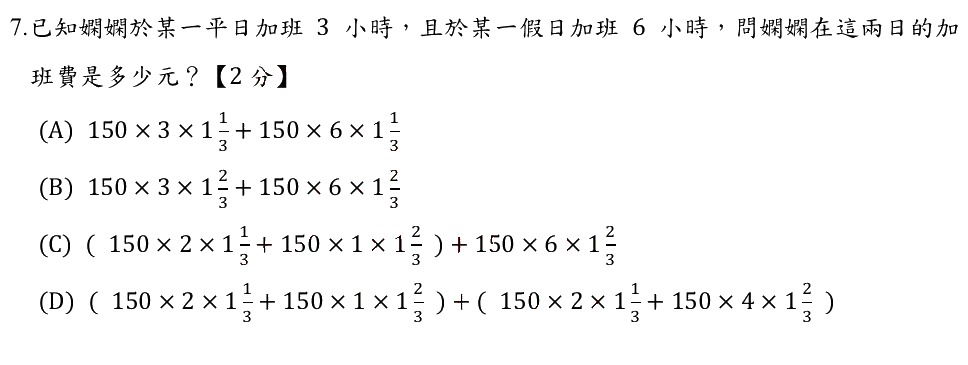 7.已知嫻嫻於某一平日加班 3 小時，且於某一假日加班 6 小時，問嫻嫻在這兩日的加
班費是多少元？【2 分】
(A) 150 × 3 × 1 1/3 + 150 × 6 × 1 1/3
(B) 150 × 3 × 1 2/3 + 150 × 6 × 1 2/3
(C) ( 150 × 2 × 1 1/3 + 150 × 1 × 1 2/3 ) + 150 × 6 × 1 2/3
(D) ( 150 × 2 × 1 1/3 + 150 × 1 × 1 2/3 ) + ( 150 × 2 × 1 1/3 + 150 × 4 × 1 2/3 )